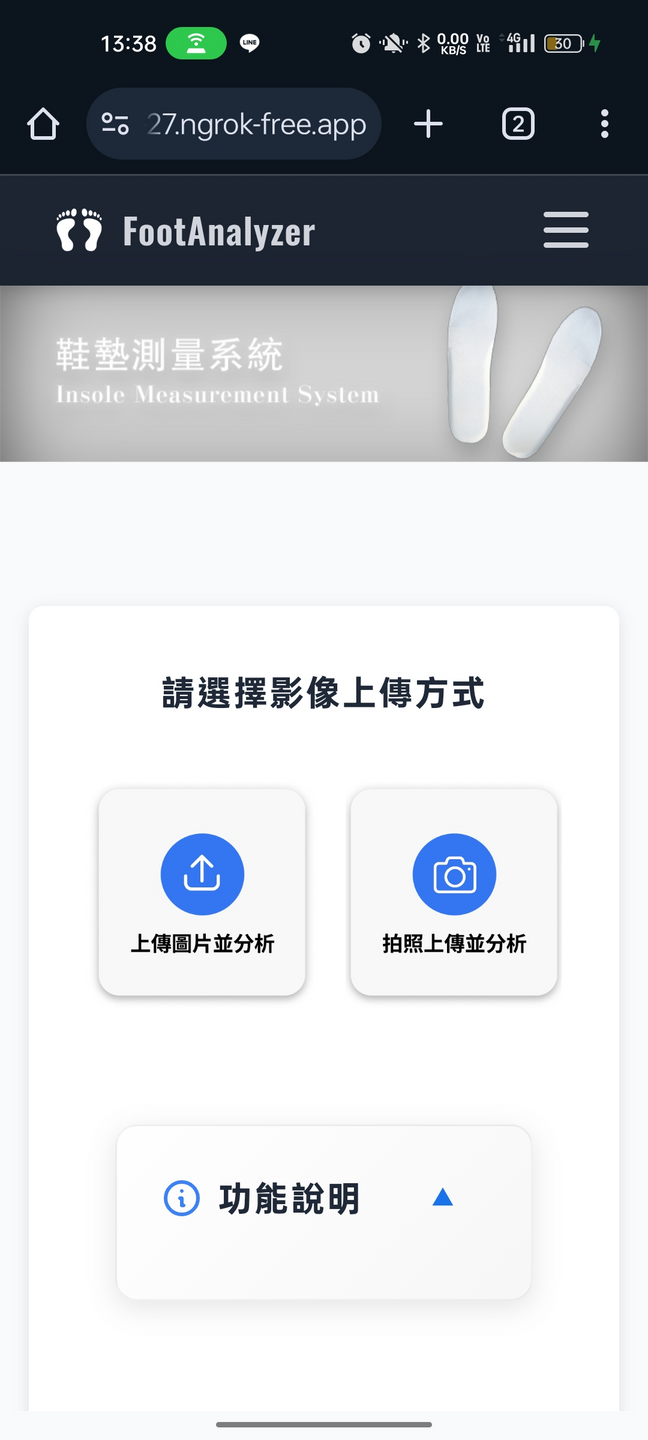 13:38
LINE
0.00
KB/S
Vo
LTE
4G
30
27.ngrok-free.app
2
FootAnalyzer
鞋墊測量系統
Insole Measurement System
請選擇影像上傳方式
上傳圖片並分析
拍照上傳並分析
功能說明